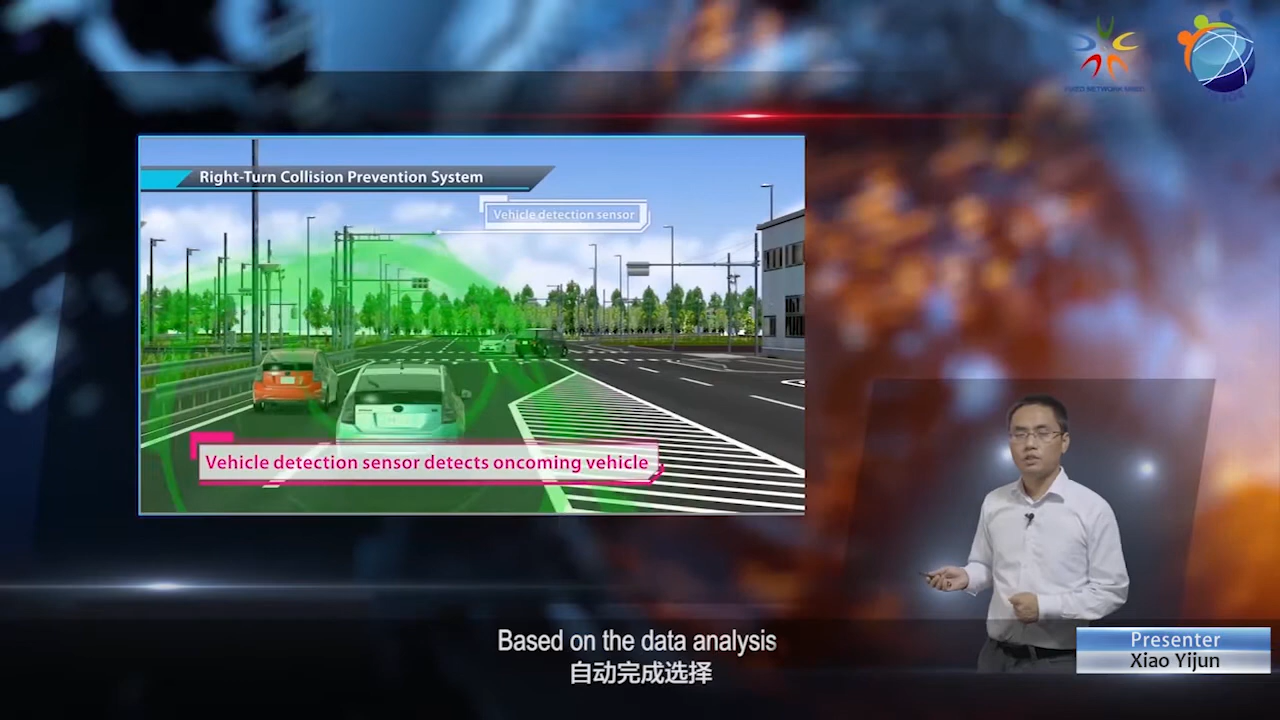 Right-Turn Collision Prevention System
Vehicle detection sensor
Vehicle detection sensor detects oncoming vehicle
Based on the data analysis
自动完成选择
Presenter
Xiao Yijun